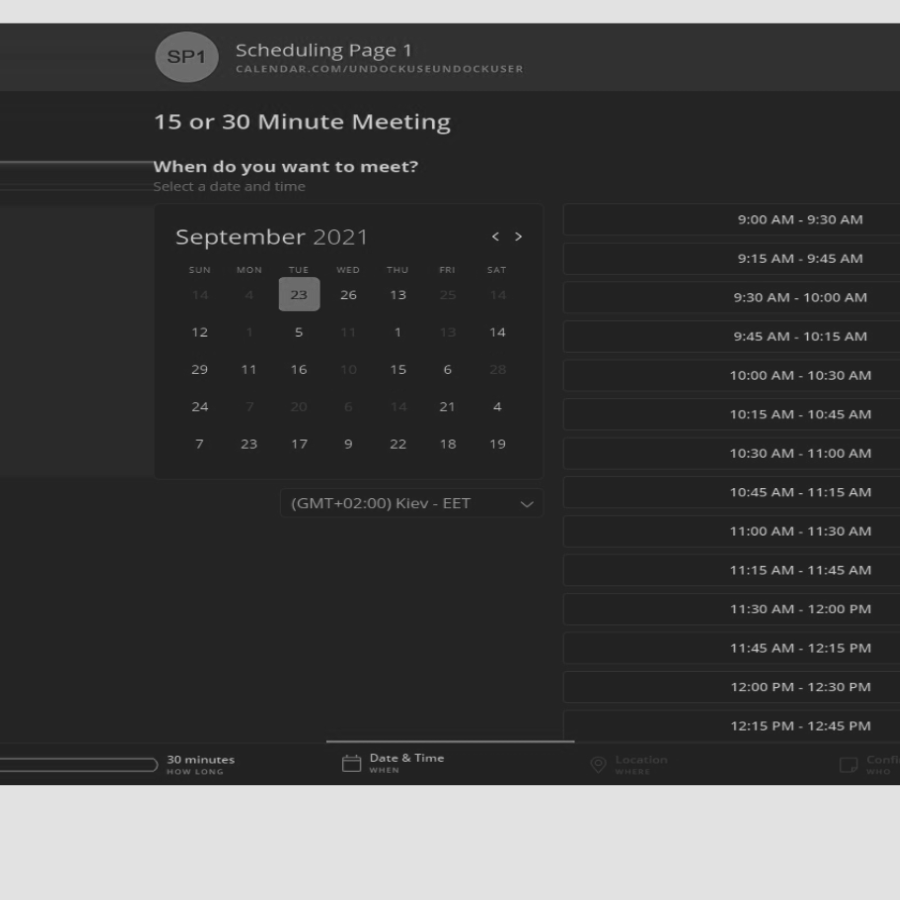 SP1
Scheduling Page 1
CALENDAR.COM/UNDOCKUSEUNDOCKUSER
15 or 30 Minute Meeting
When do you want to meet?
Select a date and time
September 2021 < >
SUN MON TUE WED THU FRI SAT
14 4 23 26 13 25 14
12 1 5 11 1 13 14
29 11 16 10 15 6 28
24 7 20 6 14 21 4
7 23 17 9 22 18 19
(GMT+02:00) Kiev - EET
9:00 AM - 9:30 AM
9:15 AM - 9:45 AM
9:30 AM - 10:00 AM
9:45 AM - 10:15 AM
10:00 AM - 10:30 AM
10:15 AM - 10:45 AM
10:30 AM - 11:00 AM
10:45 AM - 11:15 AM
11:00 AM - 11:30 AM
11:15 AM - 11:45 AM
11:30 AM - 12:00 PM
11:45 AM - 12:15 PM
12:00 PM - 12:30 PM
12:15 PM - 12:45 PM
30 minutes
HOW LONG
Date & Time
WHEN
Location
WHERE
Confi
WHO